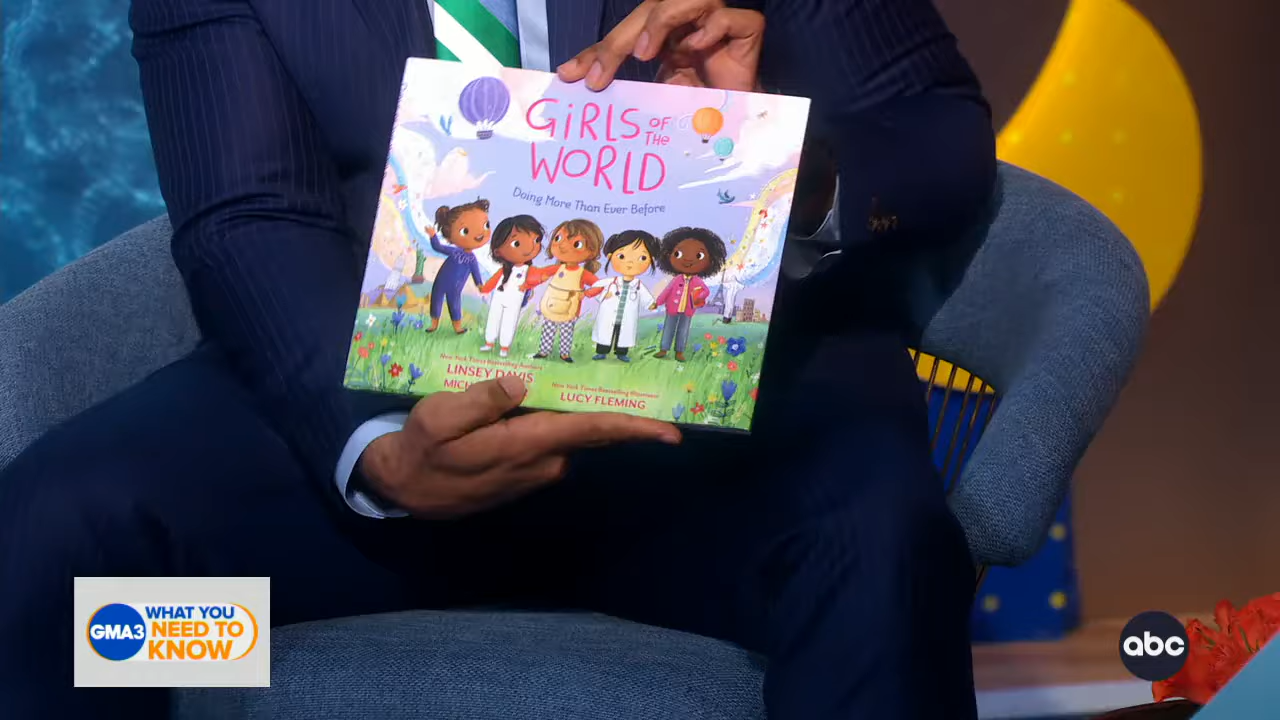 GIRLS OF THE
WORLD
Doing More Than Ever Before
New York Times Bestselling Authors
LINSEY DAVIS
New York Times Bestselling Illustrator
LUCY FLEMING
GMA3
WHAT YOU
NEED TO
KNOW
abc